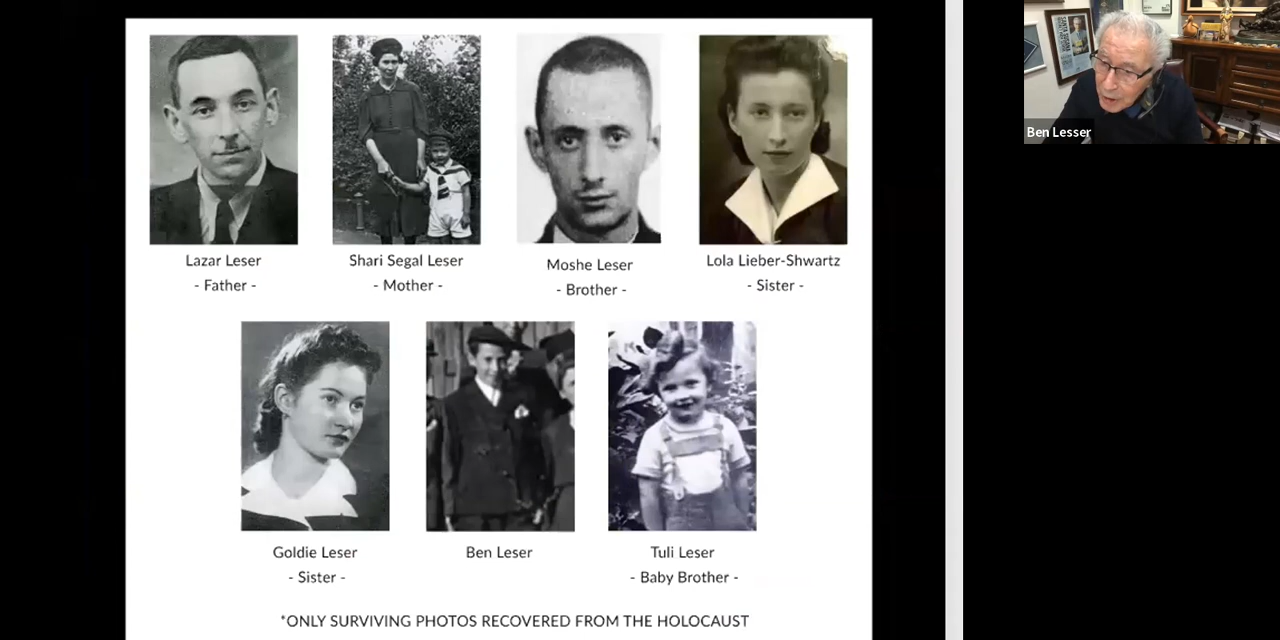 Ben Lesser
Lazar Leser
- Father -
Shari Segal Leser
- Mother -
Moshe Leser
- Brother -
Lola Lieber-Shwartz
- Sister -
Goldie Leser
- Sister -
Ben Leser
Tuli Leser
- Baby Brother -
*ONLY SURVIVING PHOTOS RECOVERED FROM THE HOLOCAUST